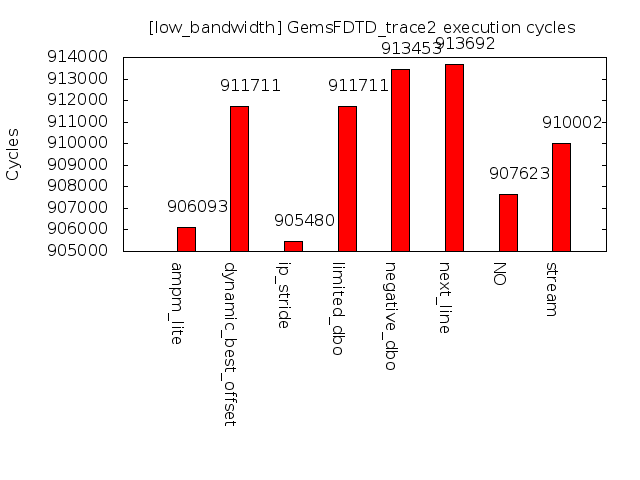 [low_bandwidth] GemsFDTD_trace2 execution cycles
Cycles
914000
913000
912000
911000
910000
909000
908000
907000
906000
905000
906093
911711
905480
911711
913453
913692
907623
910002
ampm_lite
dynamic_best_offset
ip_stride
limited_dbo
negative_dbo
next_line
NO
stream